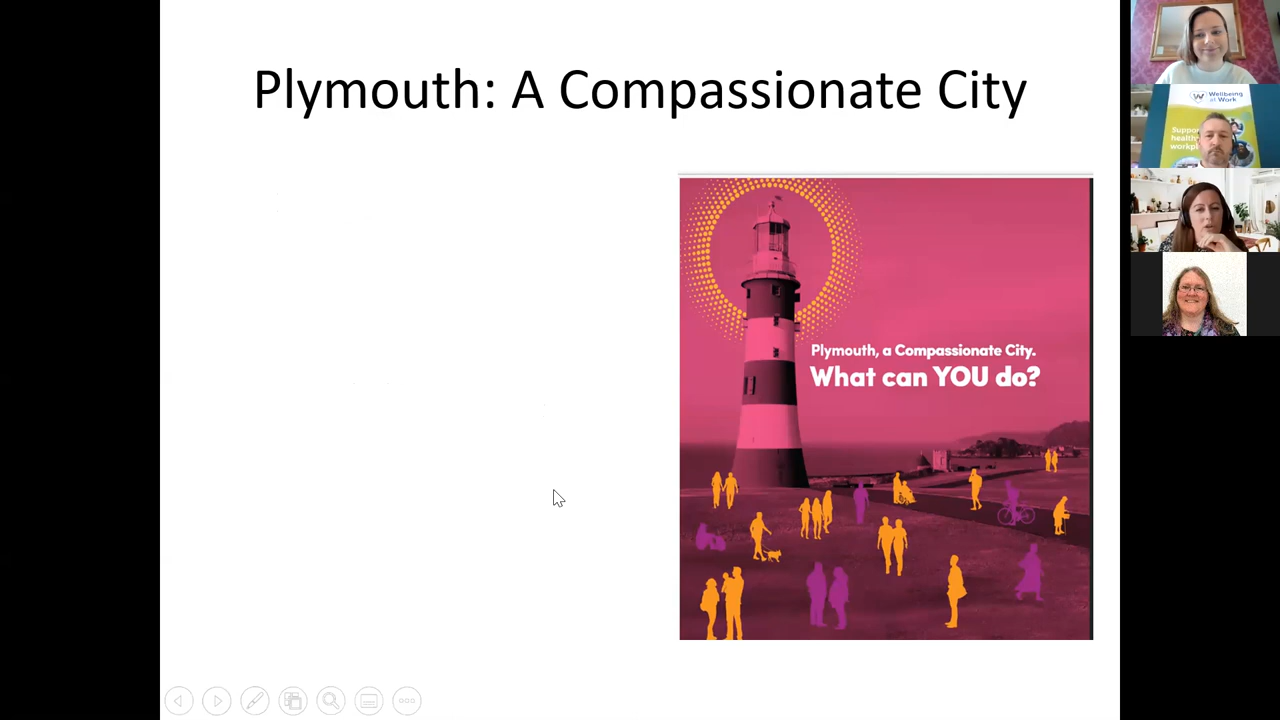 Plymouth: A Compassionate City
Plymouth, a Compassionate City.
What can YOU do?
Wellbeing
at Work